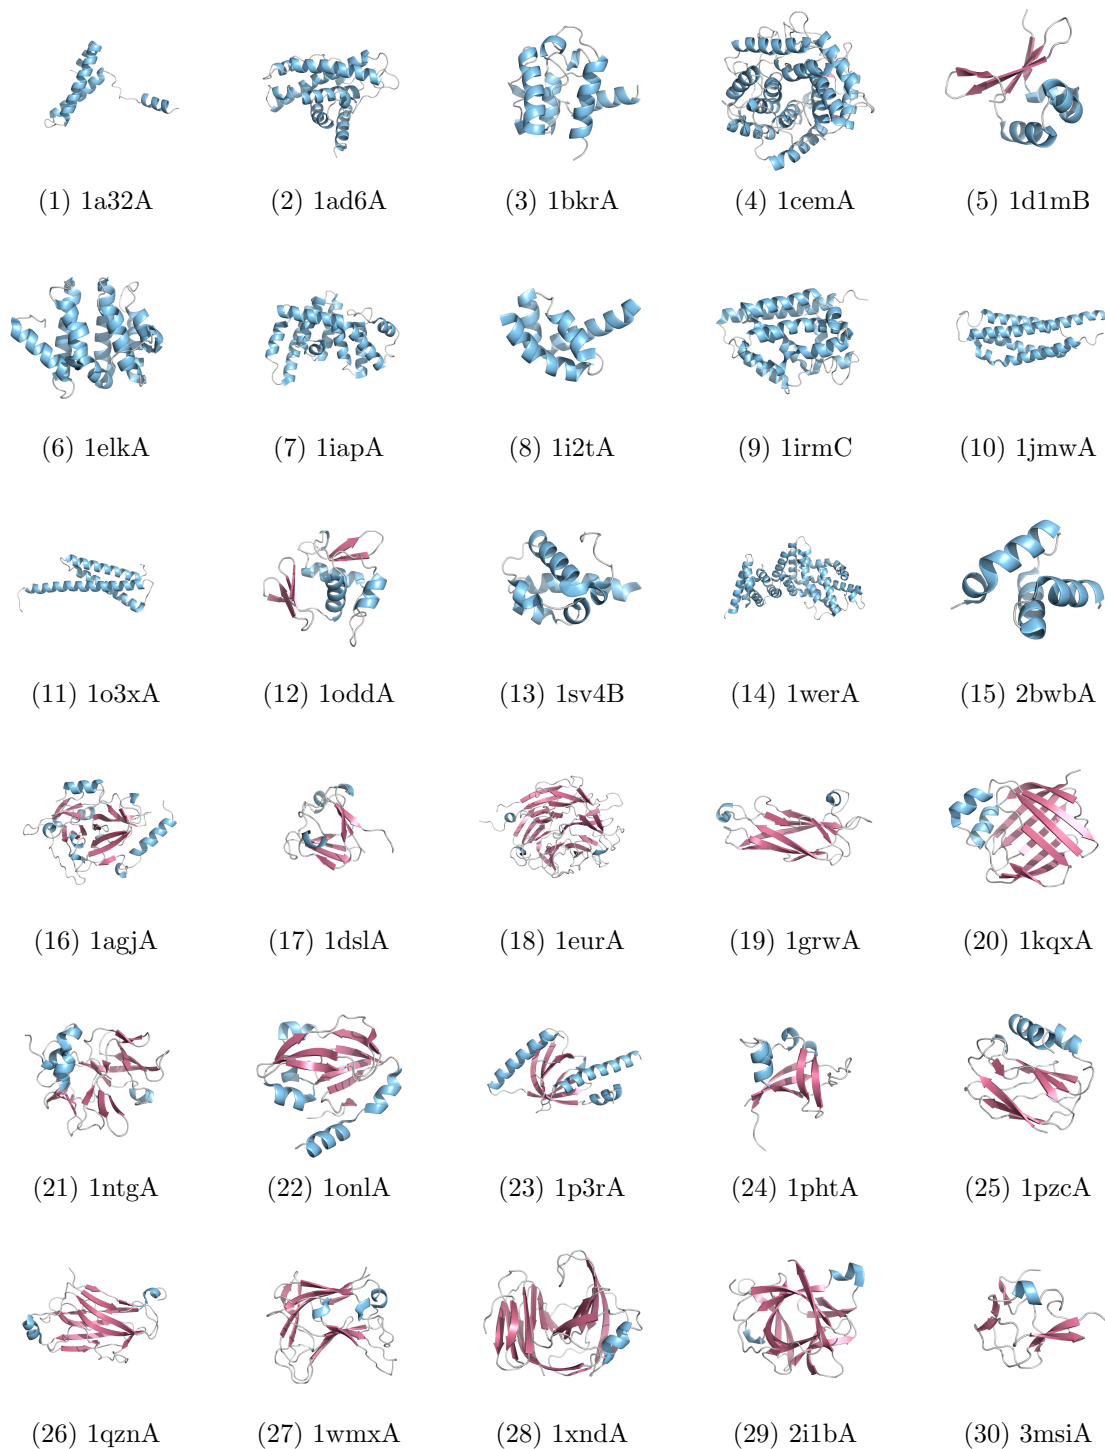 (1) 1a32A (2) 1ad6A (3) 1bkrA (4) 1cemA (5) 1d1mB
(6) 1elkA (7) 1iapA (8) 1i2tA (9) 1irmC (10) 1jmwA
(11) 1o3xA (12) 1oddA (13) 1sv4B (14) 1werA (15) 2bwbA
(16) 1agjA (17) 1dslA (18) 1eurA (19) 1grwA (20) 1kqxA
(21) 1ntgA (22) 1onlA (23) 1p3rA (24) 1phtA (25) 1pzcA
(26) 1qznA (27) 1wmxA (28) 1xndA (29) 2i1bA (30) 3msiA